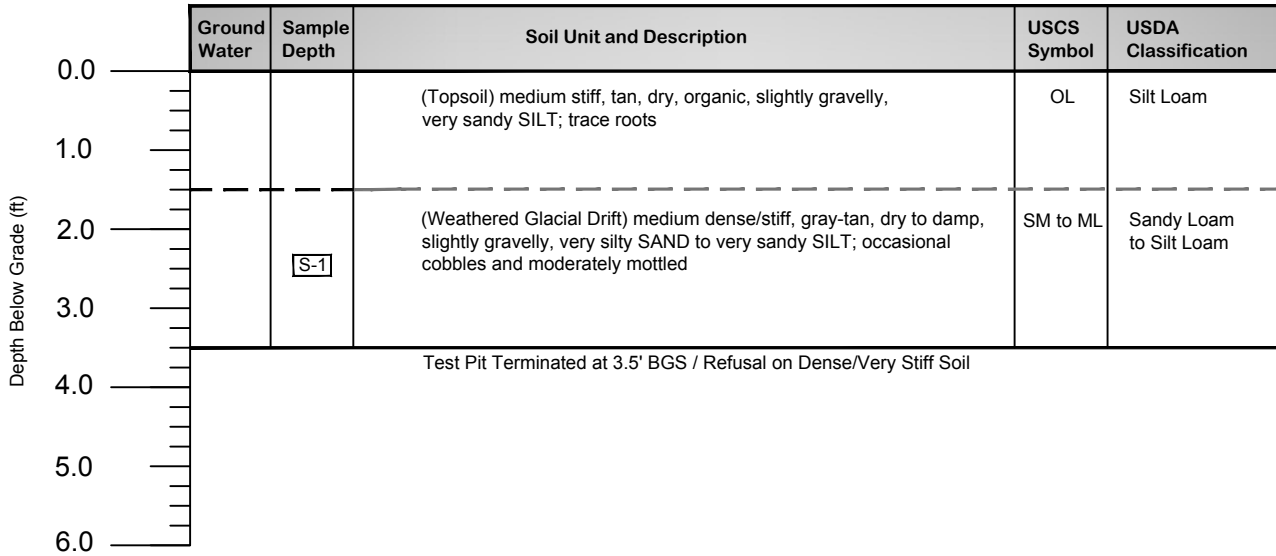 Ground Water
Sample Depth
Soil Unit and Description
USCS Symbol
USDA Classification
Depth Below Grade (ft)
0.0
(Topsoil) medium stiff, tan, dry, organic, slightly gravelly,
very sandy SILT; trace roots
OL
Silt Loam
1.0
2.0
(Weathered Glacial Drift) medium dense/stiff, gray-tan, dry to damp,
slightly gravelly, very silty SAND to very sandy SILT; occasional
cobbles and moderately mottled
SM to ML
Sandy Loam
to Silt Loam
S-1
3.0
Test Pit Terminated at 3.5' BGS / Refusal on Dense/Very Stiff Soil
4.0
5.0
6.0